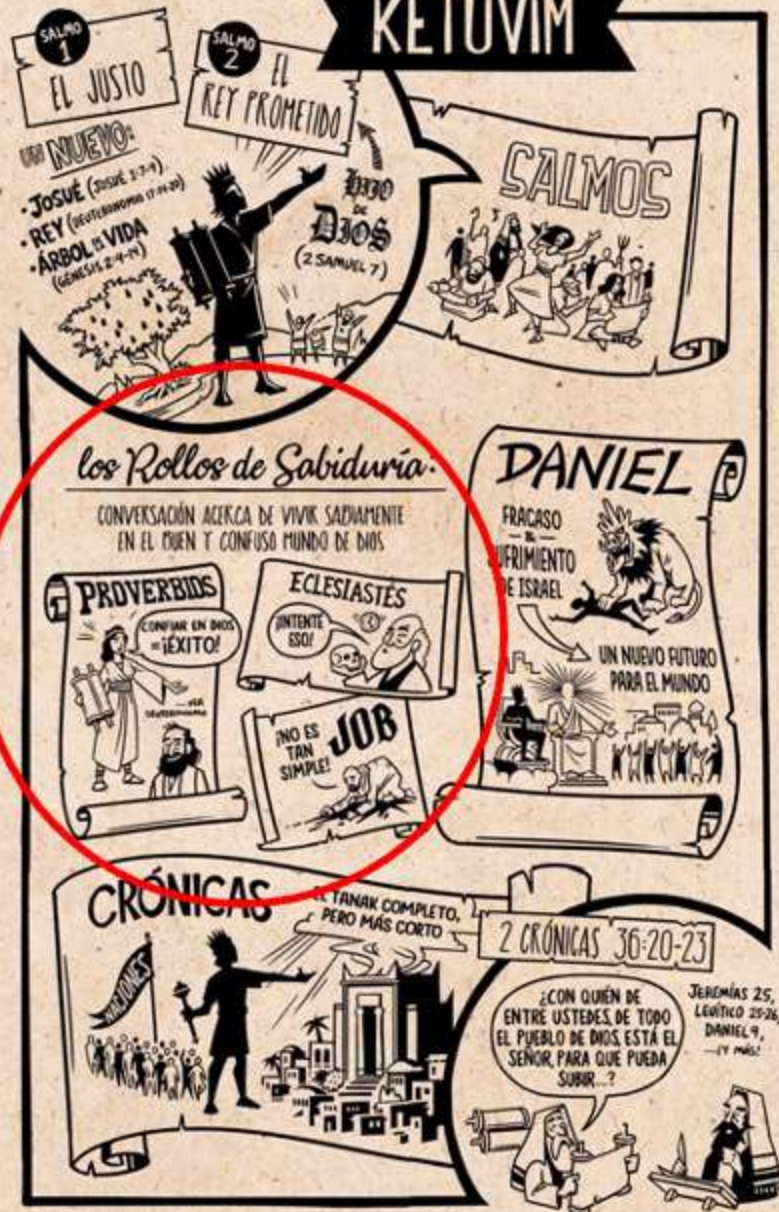 KETUVIM
SALMO
1
EL JUSTO
SALMO
2
EL
REY PROMETIDO
UN NUEVO:
• JOSUÉ (JOSUÉ 1:7-9)
• REY (DEUTERONOMIO 17:14-20)
• ÁRBOL DE VIDA
(GÉNESIS 2:4-14)
HIJO
DE
DIOS
(2 SAMUEL 7)
SALMOS
los Rollos de Sabiduría:
CONVERSACIÓN ACERCA DE VIVIR SABIAMENTE
EN EL BUEN Y CONFUSO MUNDO DE DIOS
PROVERBIOS
CONFIAR EN DIOS
= ¡ÉXITO!
... VER
DEUTERONOMIO
ECLESIASTÉS
¡INTENTE
ESO!
¡NO ES
TAN
SIMPLE!
JOB
DANIEL
FRACASO
&
SUFRIMIENTO
DE ISRAEL
UN NUEVO FUTURO
PARA EL MUNDO
CRÓNICAS
EL TANAK COMPLETO,
PERO MÁS CORTO
NACIONES
2 CRÓNICAS 36:20-23
¿CON QUIÉN DE
ENTRE USTEDES, DE TODO
EL PUEBLO DE DIOS, ESTÁ EL
SEÑOR, PARA QUE PUEDA
SUBIR...?
JEREMÍAS 25,
LEVÍTICO 25-26,
DANIEL 9,
...¡Y MÁS!